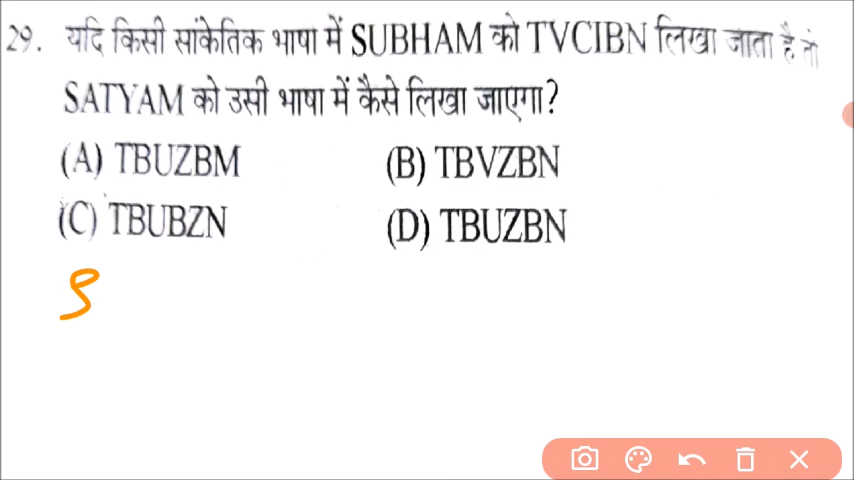 29. यदि किसी सांकेतिक भाषा में SUBHAM को TVCIBN लिखा जाता है तो
SATYAM को उसी भाषा में कैसे लिखा जाएगा?
(A) TBUZBM (B) TBVZBN
(C) TBUBZN (D) TBUZBN
S